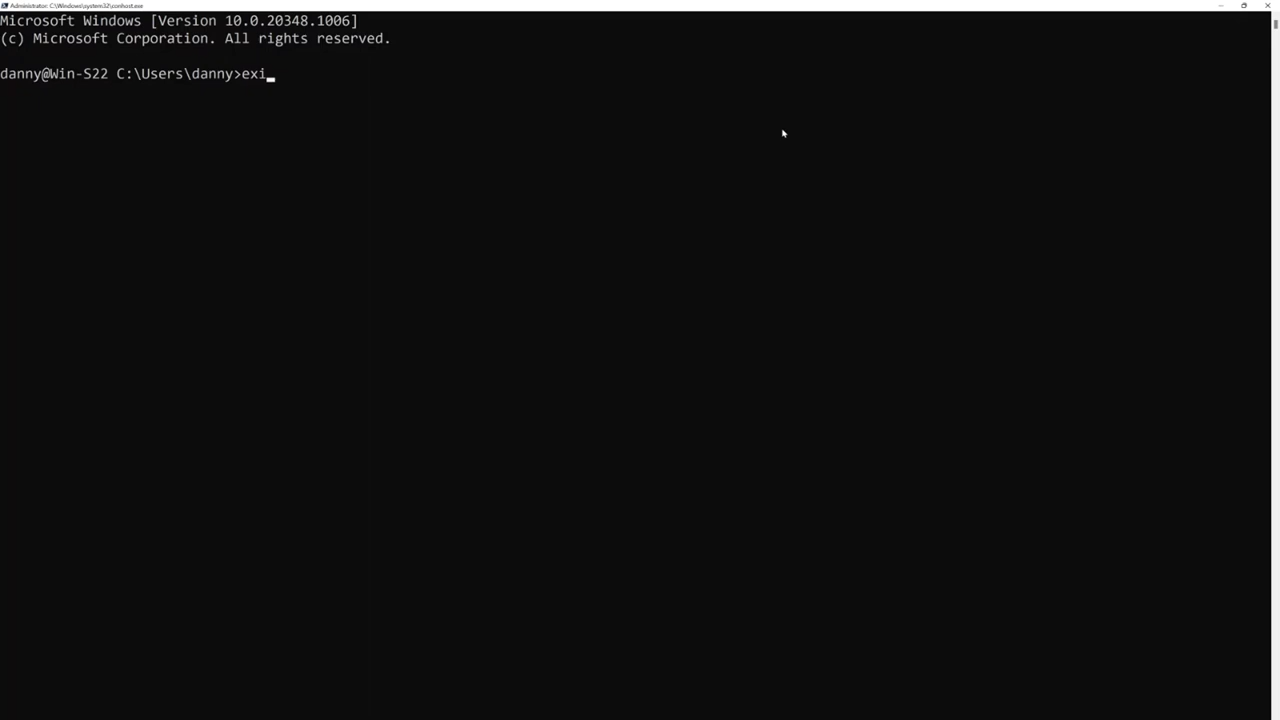 Administrator: C:\Windows\system32\conhost.exe
Microsoft Windows [Version 10.0.20348.1006]
(c) Microsoft Corporation. All rights reserved.
danny@Win-S22 C:\Users\danny>exi